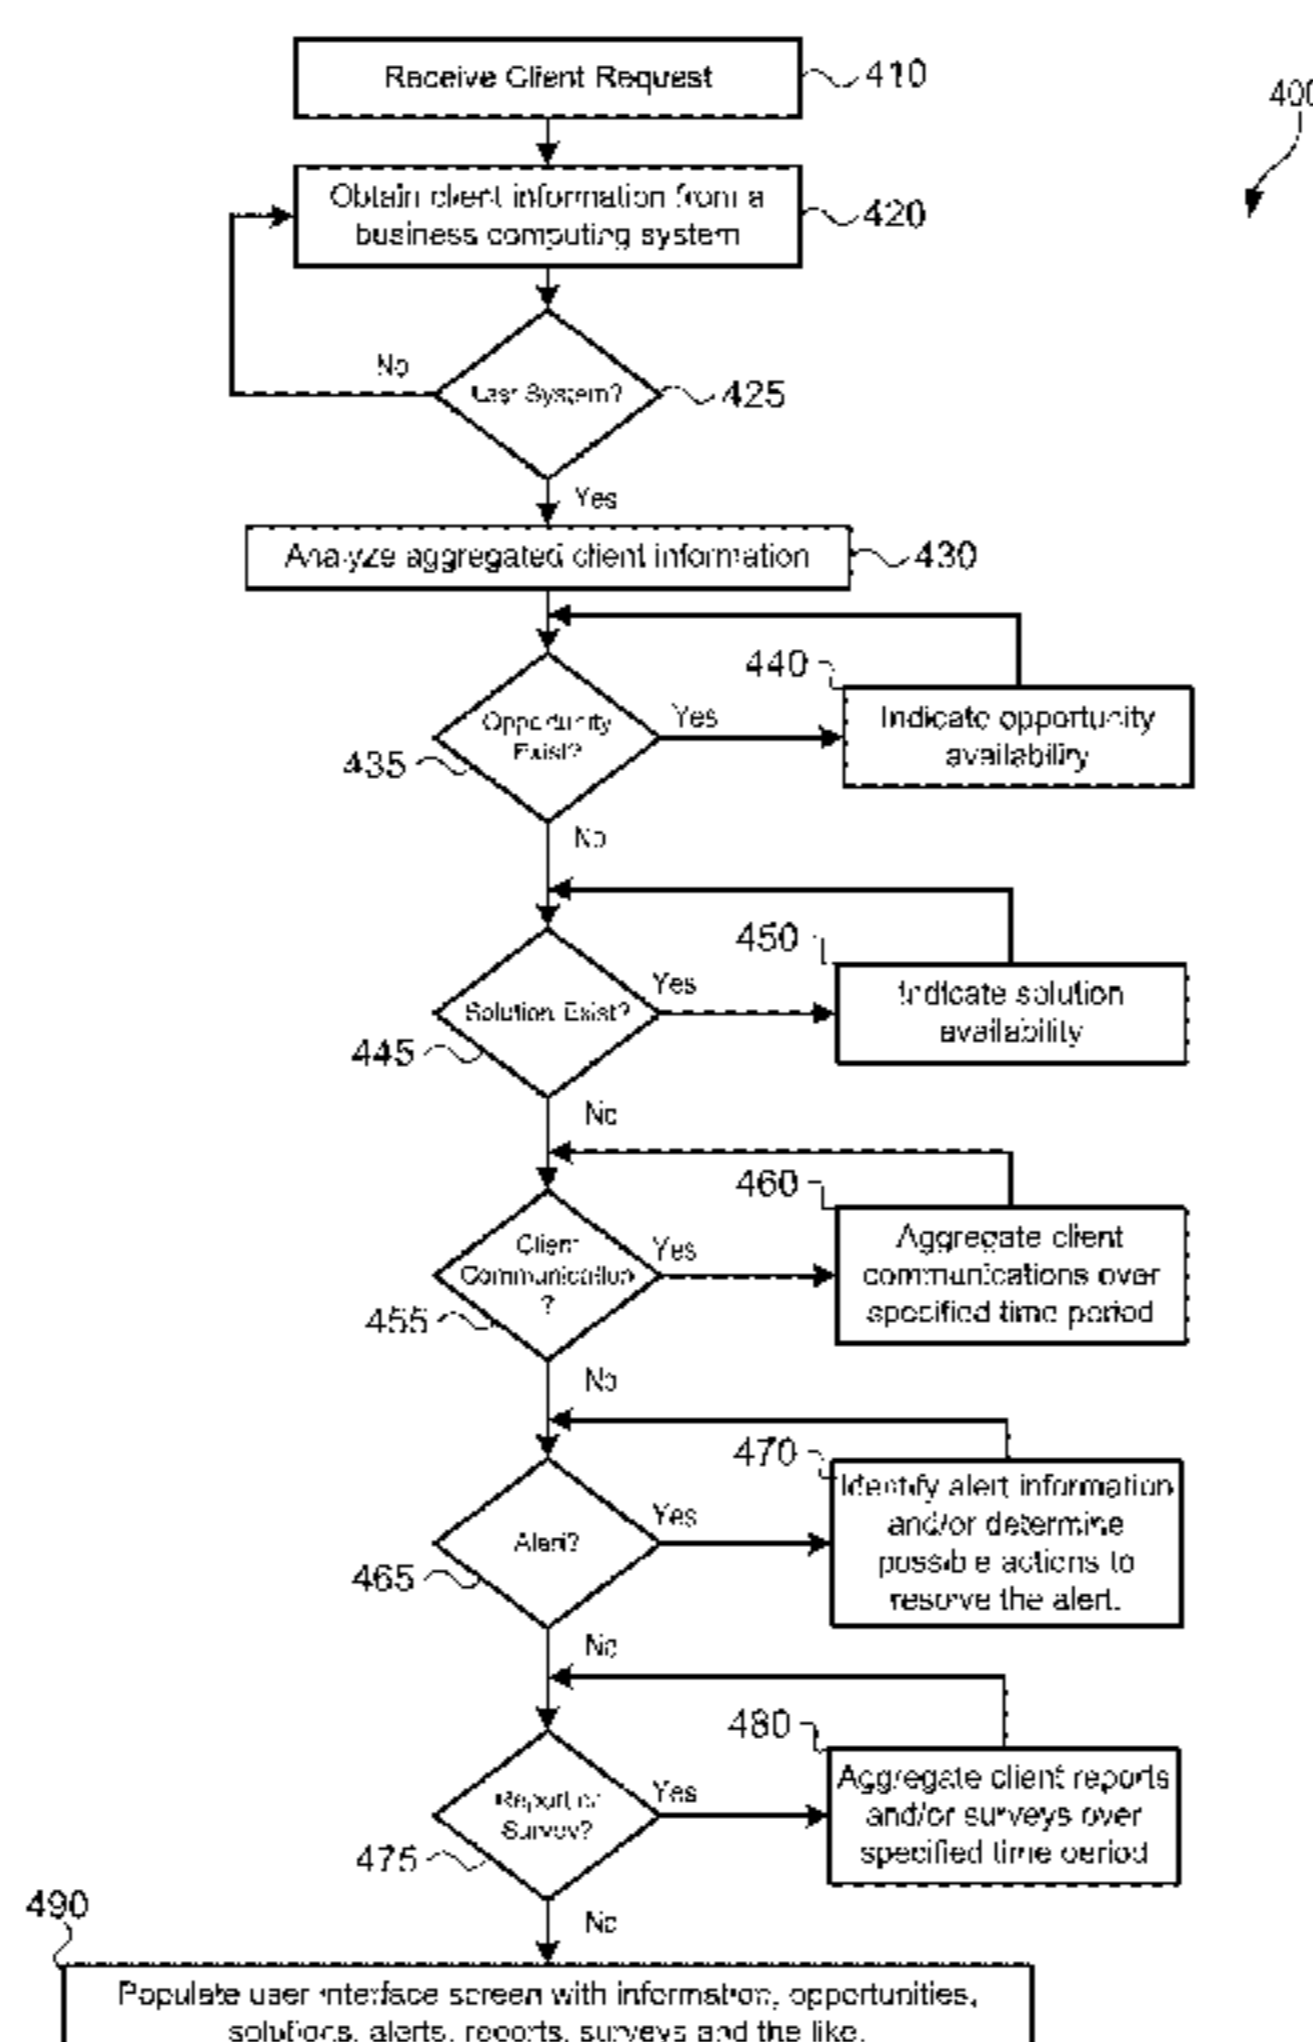 Receive Client Request
410
400
Obtain client information from a
business computing system
420
No
Last System?
425
Yes
Analyze aggregated client information
430
440
Opportunity
Exist?
Yes
Indicate opportunity
availability
435
No
450
Solution Exist?
Yes
Indicate solution
availability
445
No
460
Client
Communication
?
Yes
Aggregate client
communications over
specified time period
455
No
470
Alert?
Yes
Identify alert information
and/or determine
possible actions to
resolve the alert.
465
No
480
Report or
Survey?
Yes
Aggregate client reports
and/or surveys over
specified time period
475
490
No
Populate user interface screen with information, opportunities,
solutions, alerts, reports, surveys and the like.